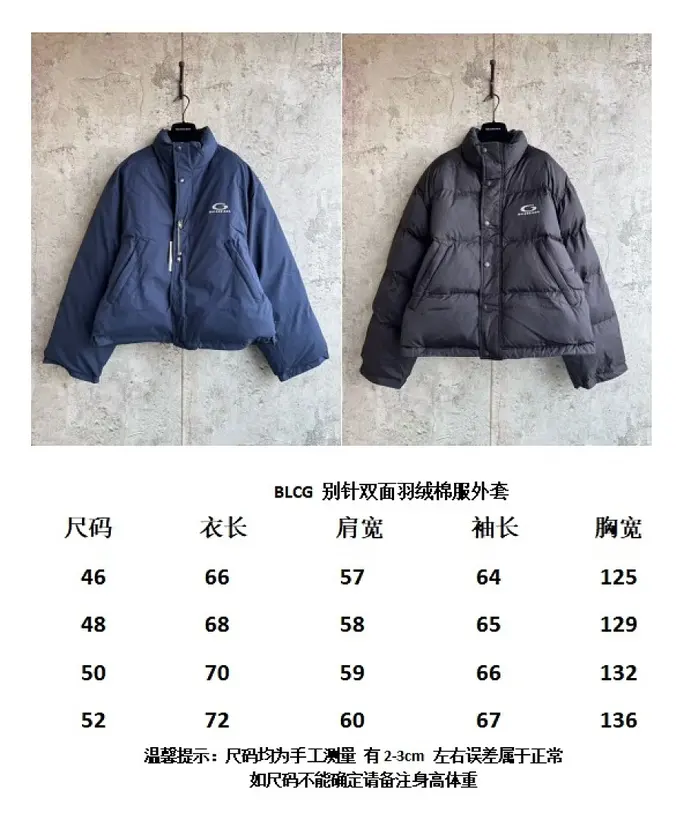 BLCG 别针双面羽绒棉服外套
尺码 衣长 肩宽 袖长 胸宽
46 66 57 64 125
48 68 58 65 129
50 70 59 66 132
52 72 60 67 136
温馨提示：尺码均为手工测量 有2-3cm 左右误差属于正常
如尺码不能确定请备注身高体重